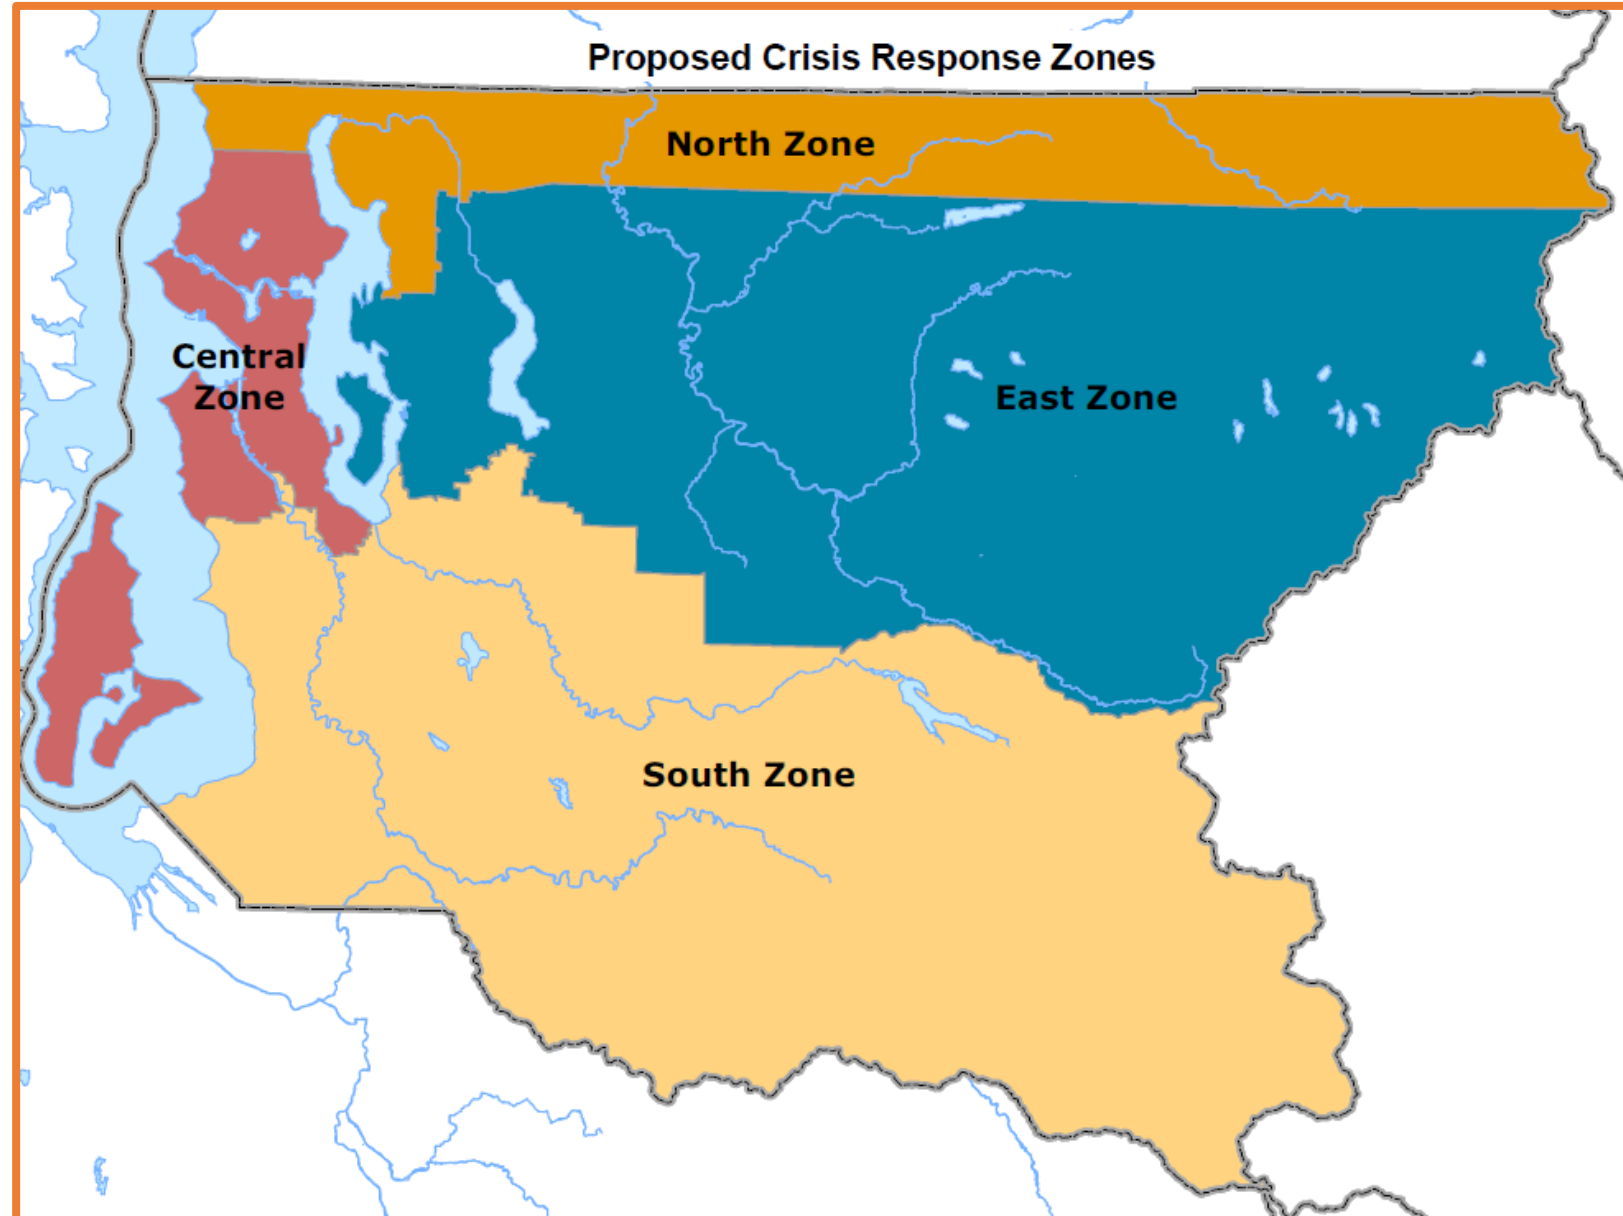 Proposed Crisis Response Zones
North Zone
Central
Zone
East Zone
South Zone